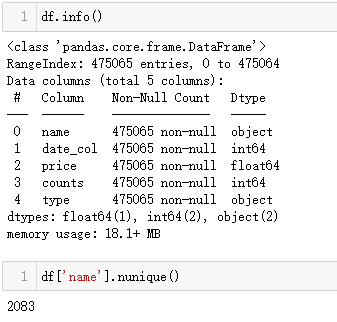 1 df.info()
<class 'pandas.core.frame.DataFrame'>
RangeIndex: 475065 entries, 0 to 475064
Data columns (total 5 columns):
 #   Column    Non-Null Count   Dtype
---  ------    --------------   -----
 0   name      475065 non-null  object
 1   date_col  475065 non-null  int64
 2   price     475065 non-null  float64
 3   counts    475065 non-null  int64
 4   type      475065 non-null  object
dtypes: float64(1), int64(2), object(2)
memory usage: 18.1+ MB
1 df['name'].nunique()
2083